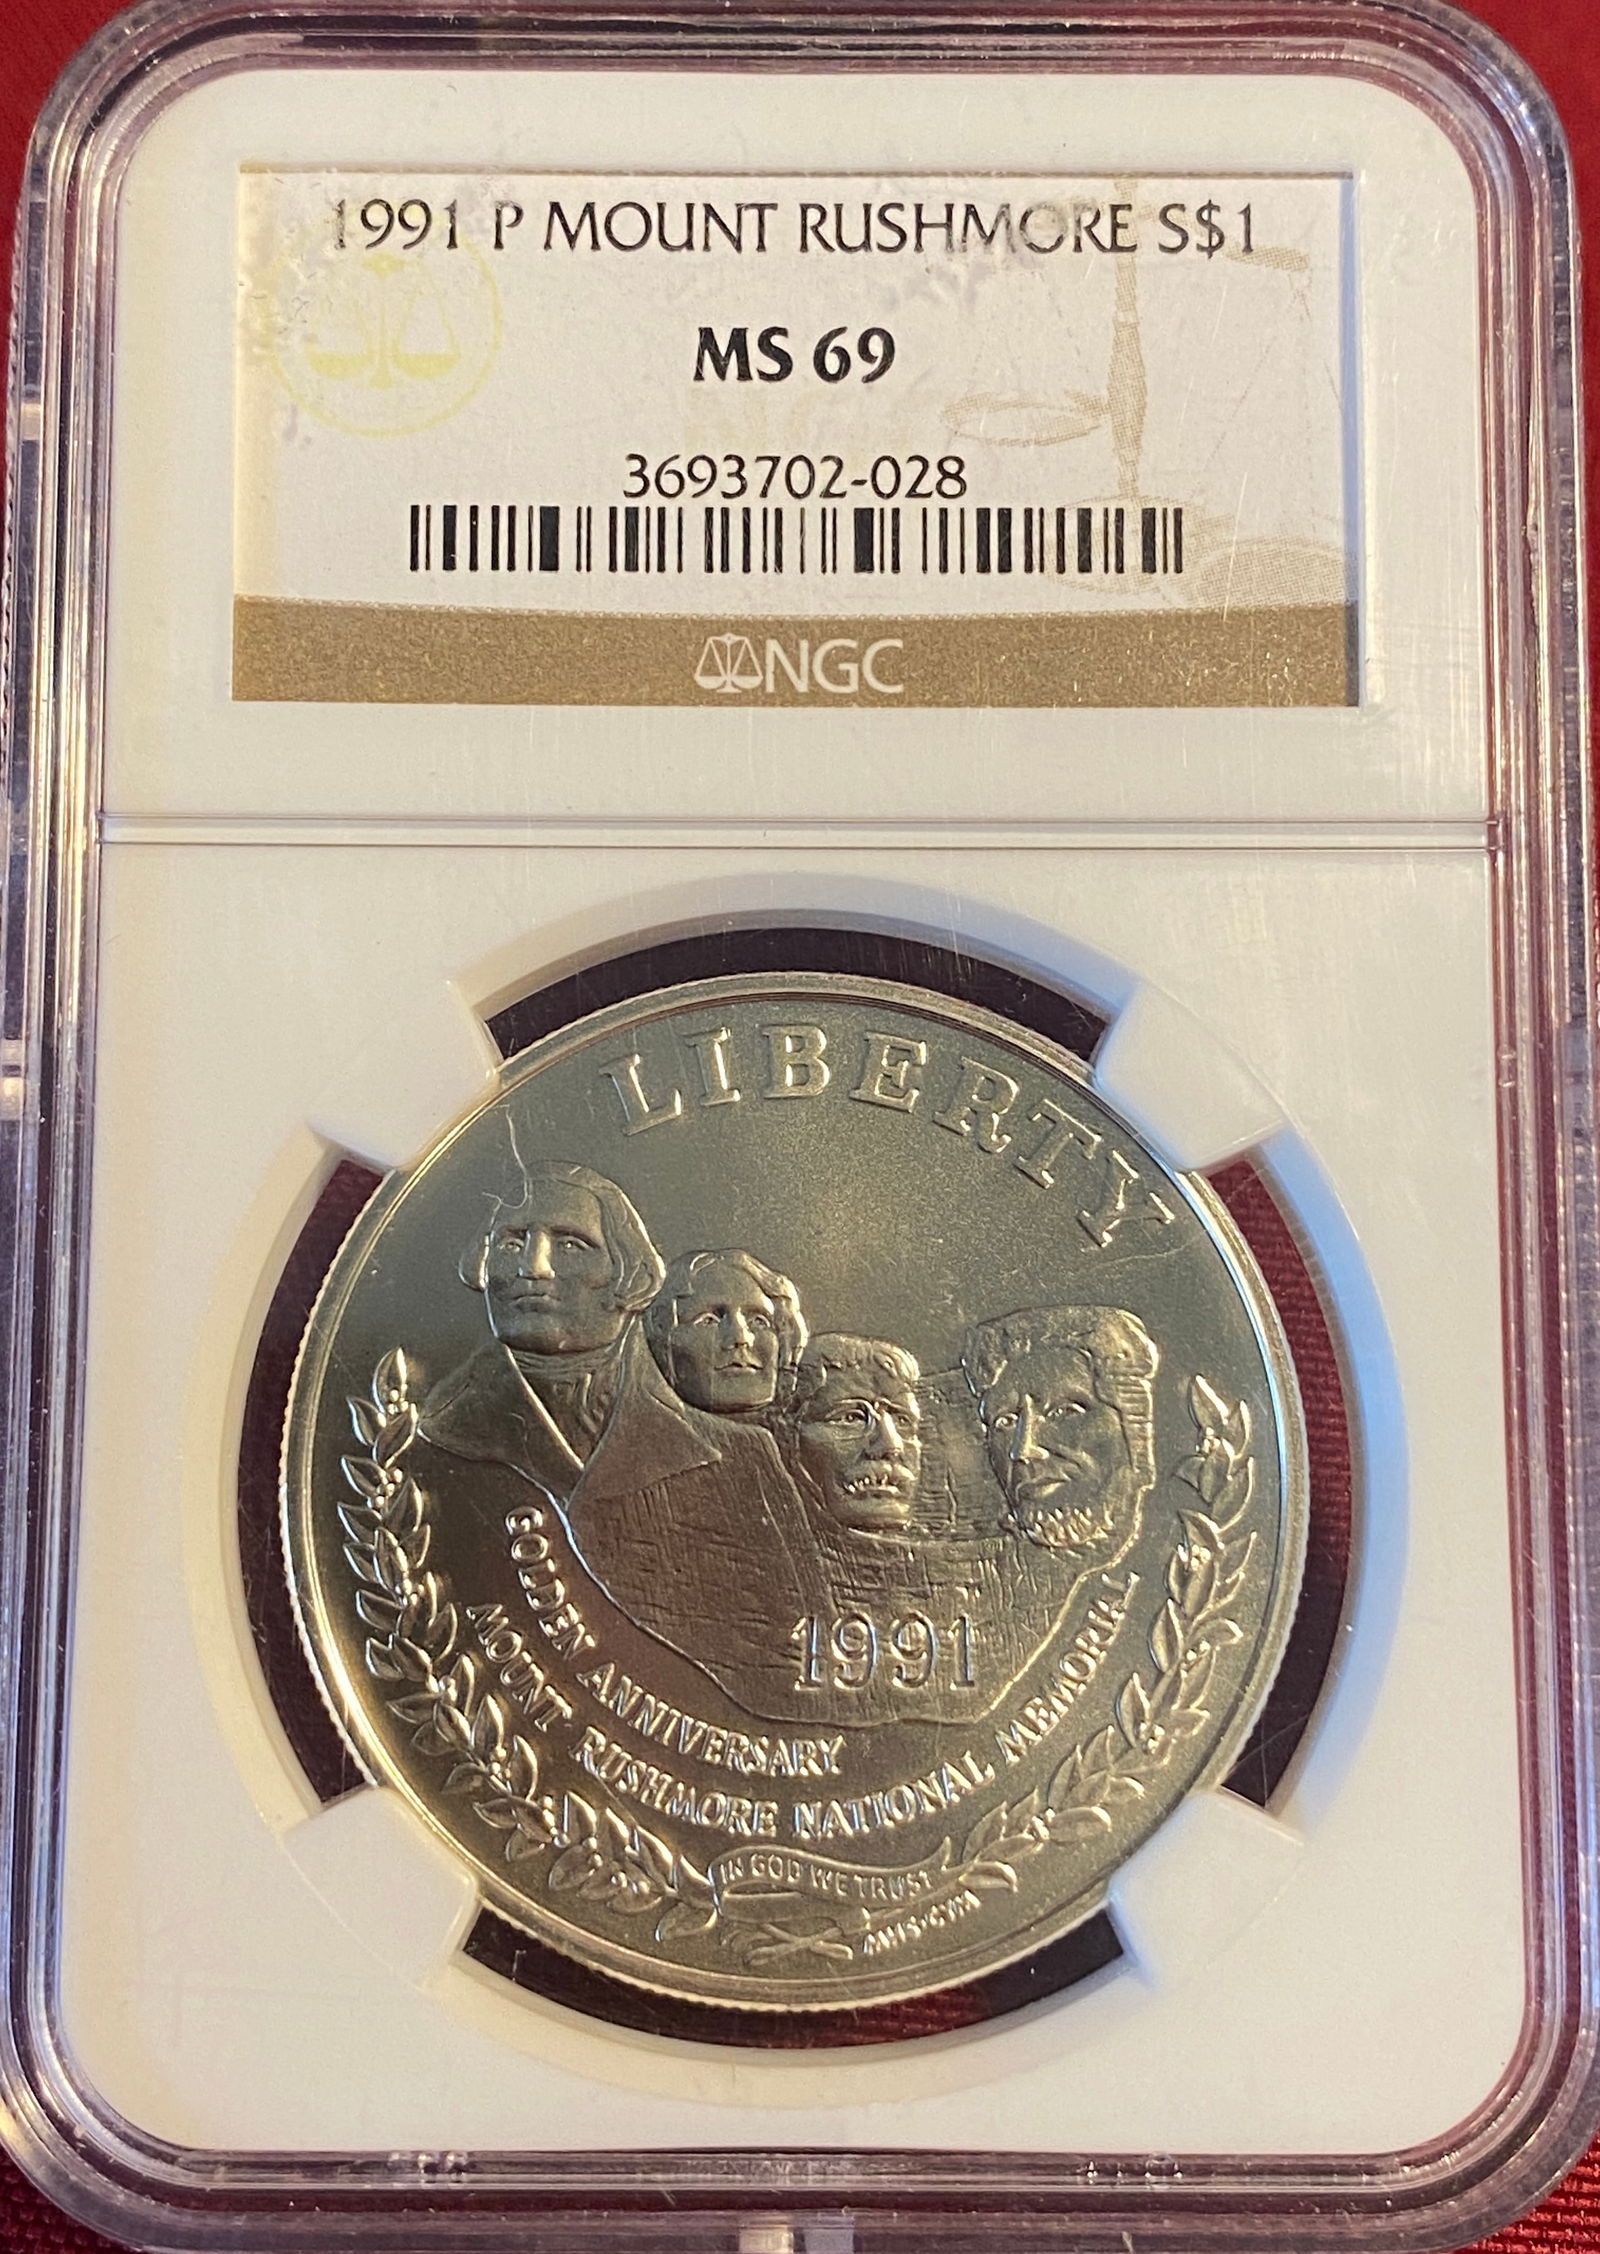 1991 P MOUNT RUSHMORE S$1
MS 69
3693702-028
NGC
LIBERTY
1991
GOLDEN ANNIVERSARY
MOUNT RUSHMORE NATIONAL MEMORIAL
IN GOD WE TRUST